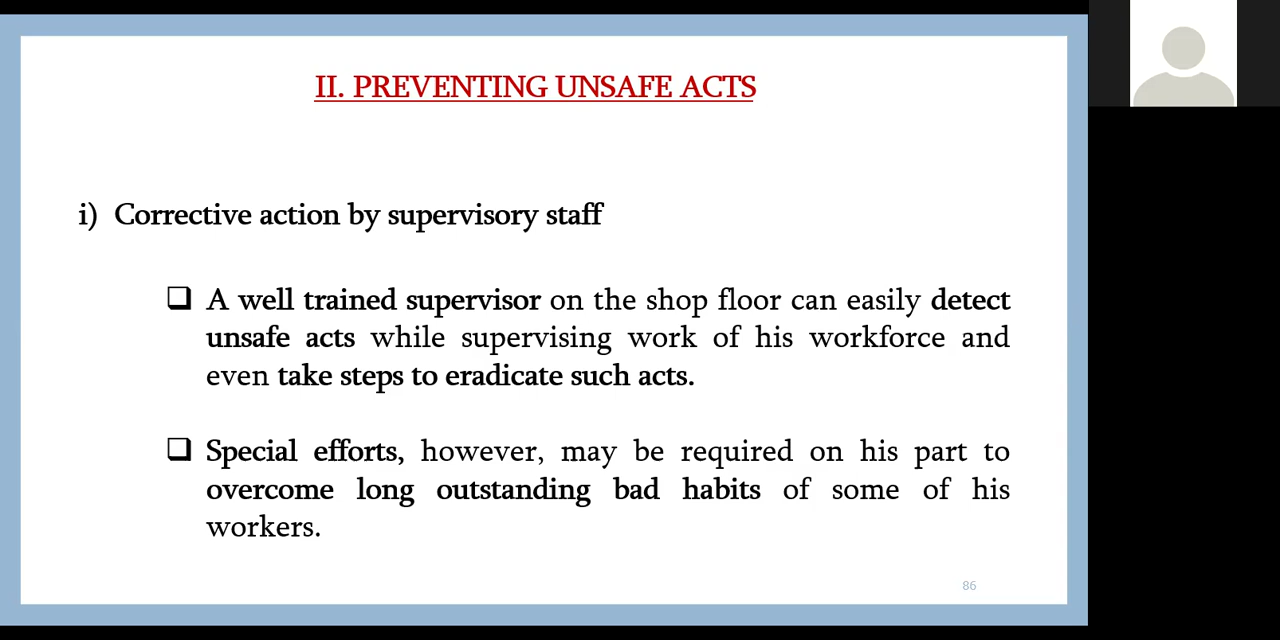 II. PREVENTING UNSAFE ACTS
i) Corrective action by supervisory staff
❑ A well trained supervisor on the shop floor can easily detect
unsafe acts while supervising work of his workforce and
even take steps to eradicate such acts.
❑ Special efforts, however, may be required on his part to
overcome long outstanding bad habits of some of his
workers.
86